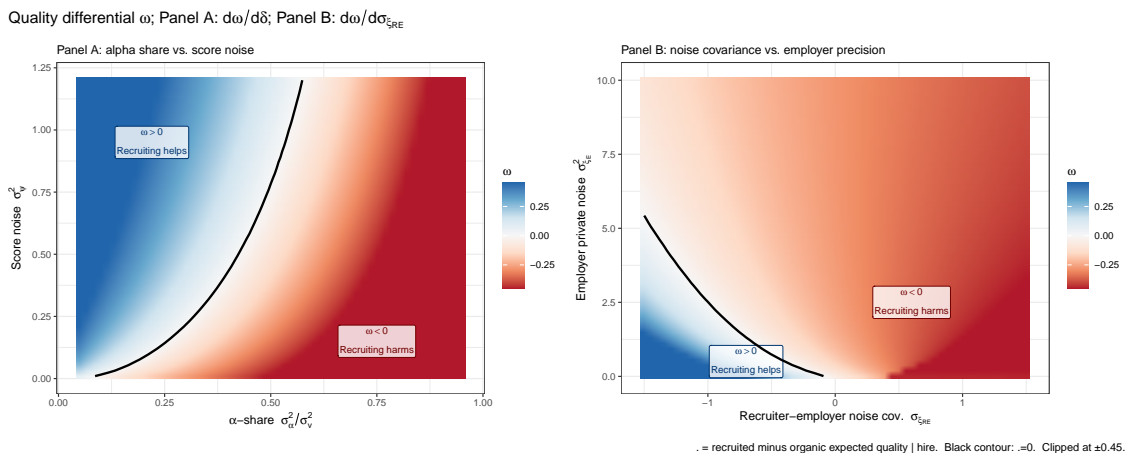 Quality differential ω; Panel A: dω/dδ; Panel B: dω/dσξRE
Panel A: alpha share vs. score noise
1.25
1.00
0.75
0.50
0.25
0.00
Score noise σ²ν
ω > 0
Recruiting helps
ω < 0
Recruiting harms
0.00 0.25 0.50 0.75 1.00
α−share σ²α/σ²ν
ω
0.25
0.00
−0.25
Panel B: noise covariance vs. employer precision
10.0
7.5
5.0
2.5
0.0
Employer private noise σ²ξE
ω < 0
Recruiting harms
ω > 0
Recruiting helps
−1 0 1
Recruiter−employer noise cov. σξRE
ω
0.25
0.00
−0.25
. = recruited minus organic expected quality | hire. Black contour: .=0. Clipped at ±0.45.